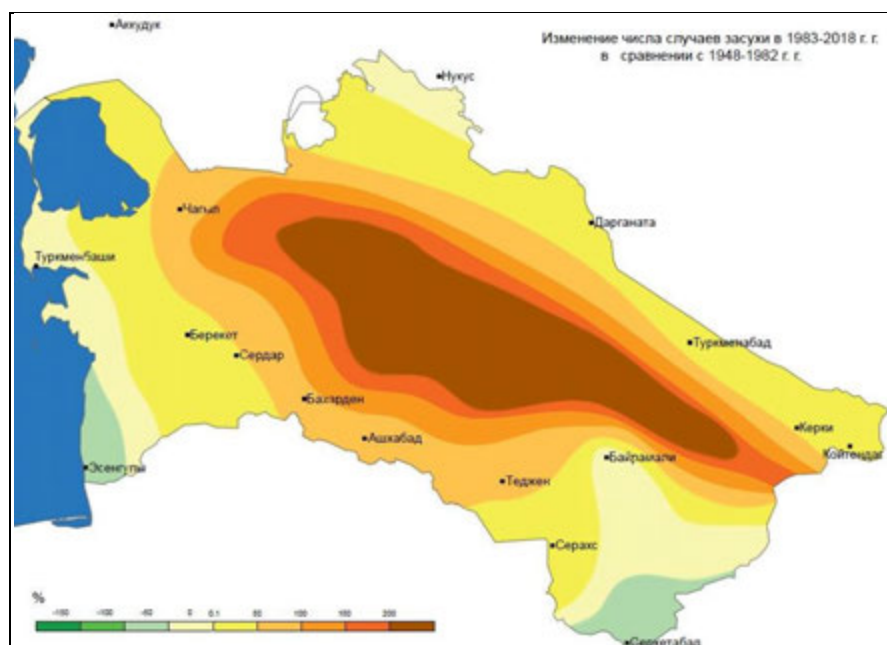 Аккудук
Изменение числа случаев засухи в 1983-2018 г. г.
в сравнении с 1948-1982 г. г.
Нукус
Чагыл
Дарганата
Туркменбаши
Берекет
Сердар
Туркменабад
Бахарден
Керки
Ашхабад
Койтендаг
Байрамали
Эсенгулы
Теджен
Серахс
%
-150 -100 -50 0 0.1 50 100 150 200
Серхетабад